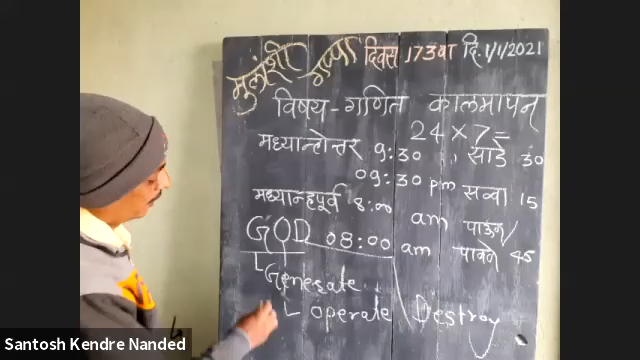 मुलांशी गप्पा दिवस 173वा दि. 1/1/2021
विषय - गणित कालमापन
24 × 7 =
मध्यान्होत्तर 9:30 साडे 30
09:30 pm सव्वा 15
मध्यान्हपूर्व 8:00 am पाऊण/
GOD 08:00 am पावणे 45
Generate
Operate Destroy
Santosh Kendre Nanded